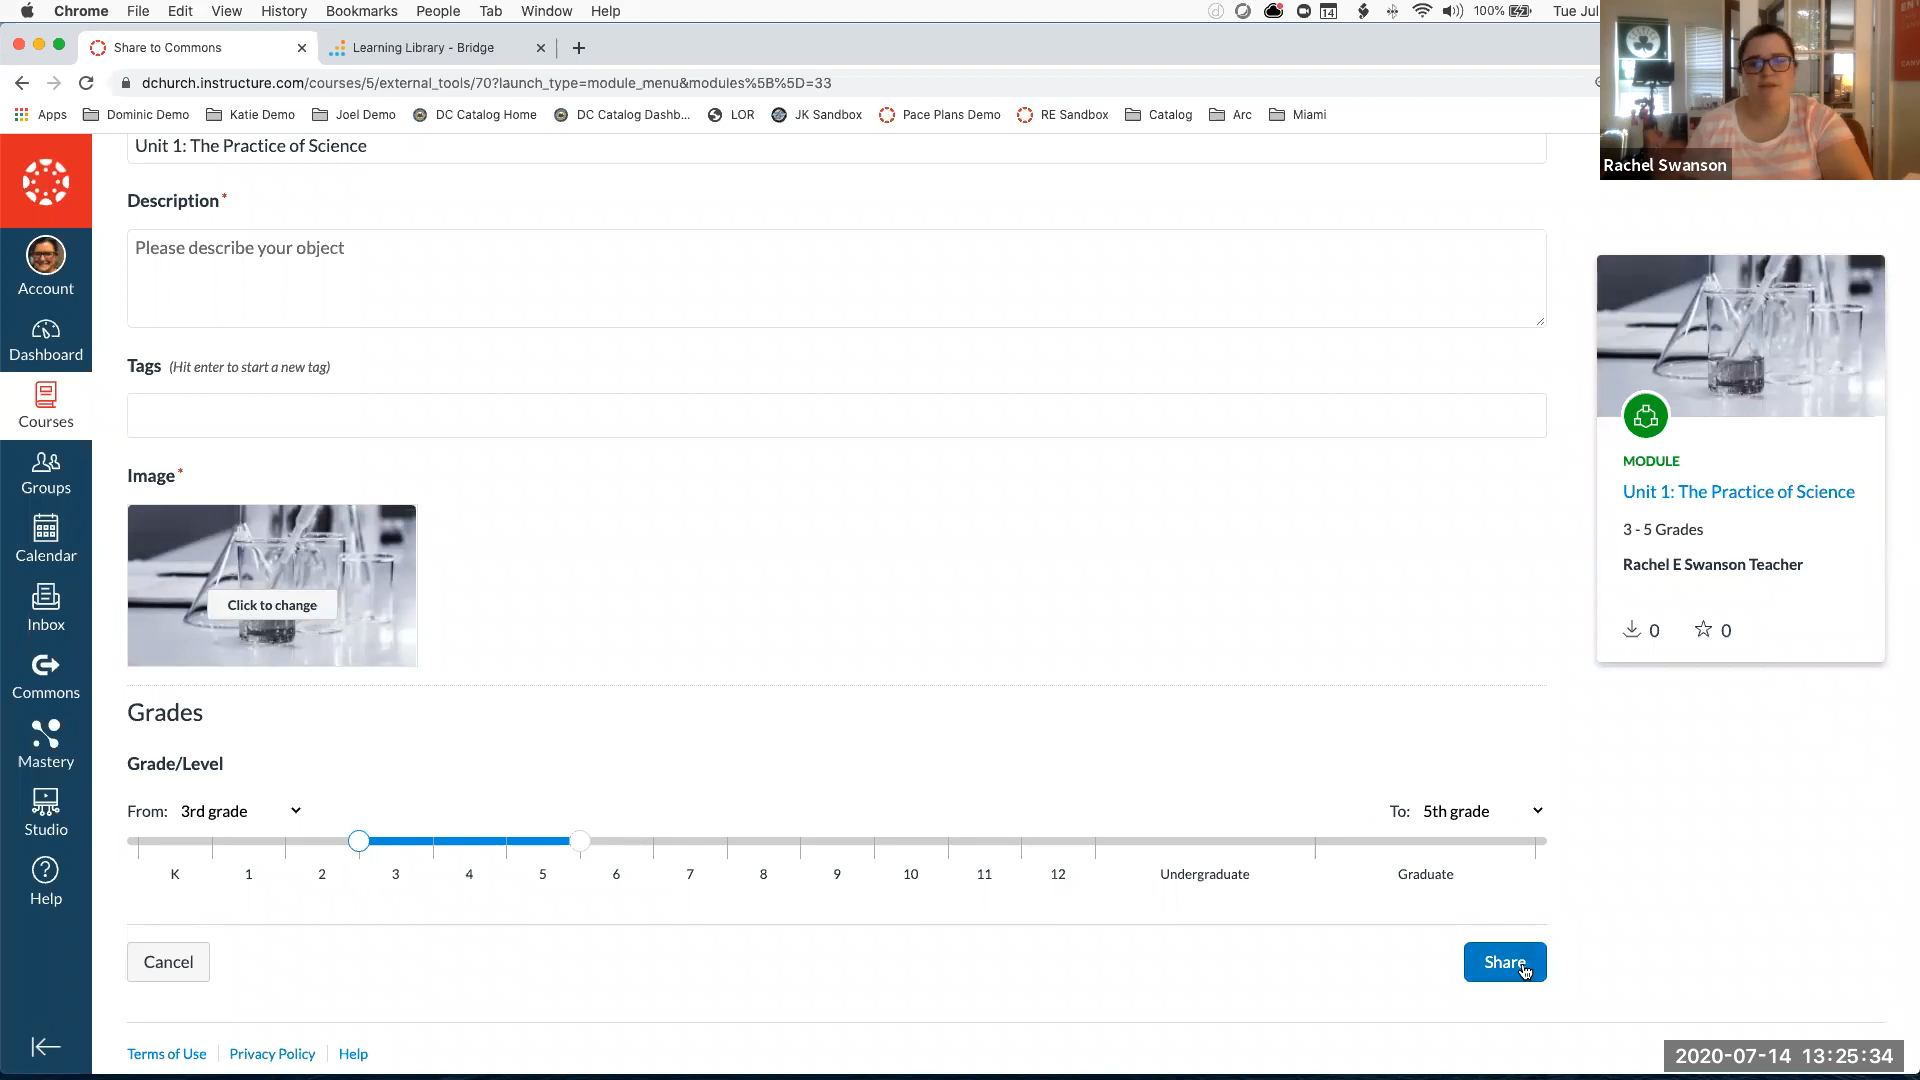 Chrome File Edit View History Bookmarks People Tab Window Help
14 100% Tue Jul
Share to Commons
Learning Library - Bridge
dchurch.instructure.com/courses/5/external_tools/70?launch_type=module_menu&modules%5B%5D=33
Apps Dominic Demo Katie Demo Joel Demo DC Catalog Home DC Catalog Dashb... LOR JK Sandbox Pace Plans Demo RE Sandbox Catalog Arc Miami
Rachel Swanson
Account
Dashboard
Courses
Groups
Calendar
Inbox
Commons
Mastery
Studio
Help
Unit 1: The Practice of Science
Description*
Please describe your object
Tags (Hit enter to start a new tag)
Image*
Click to change
Grades
Grade/Level
From: 3rd grade
To: 5th grade
K 1 2 3 4 5 6 7 8 9 10 11 12 Undergraduate Graduate
Cancel
Share
Terms of Use Privacy Policy Help
MODULE
Unit 1: The Practice of Science
3 - 5 Grades
Rachel E Swanson Teacher
0 0
2020-07-14 13:25:34